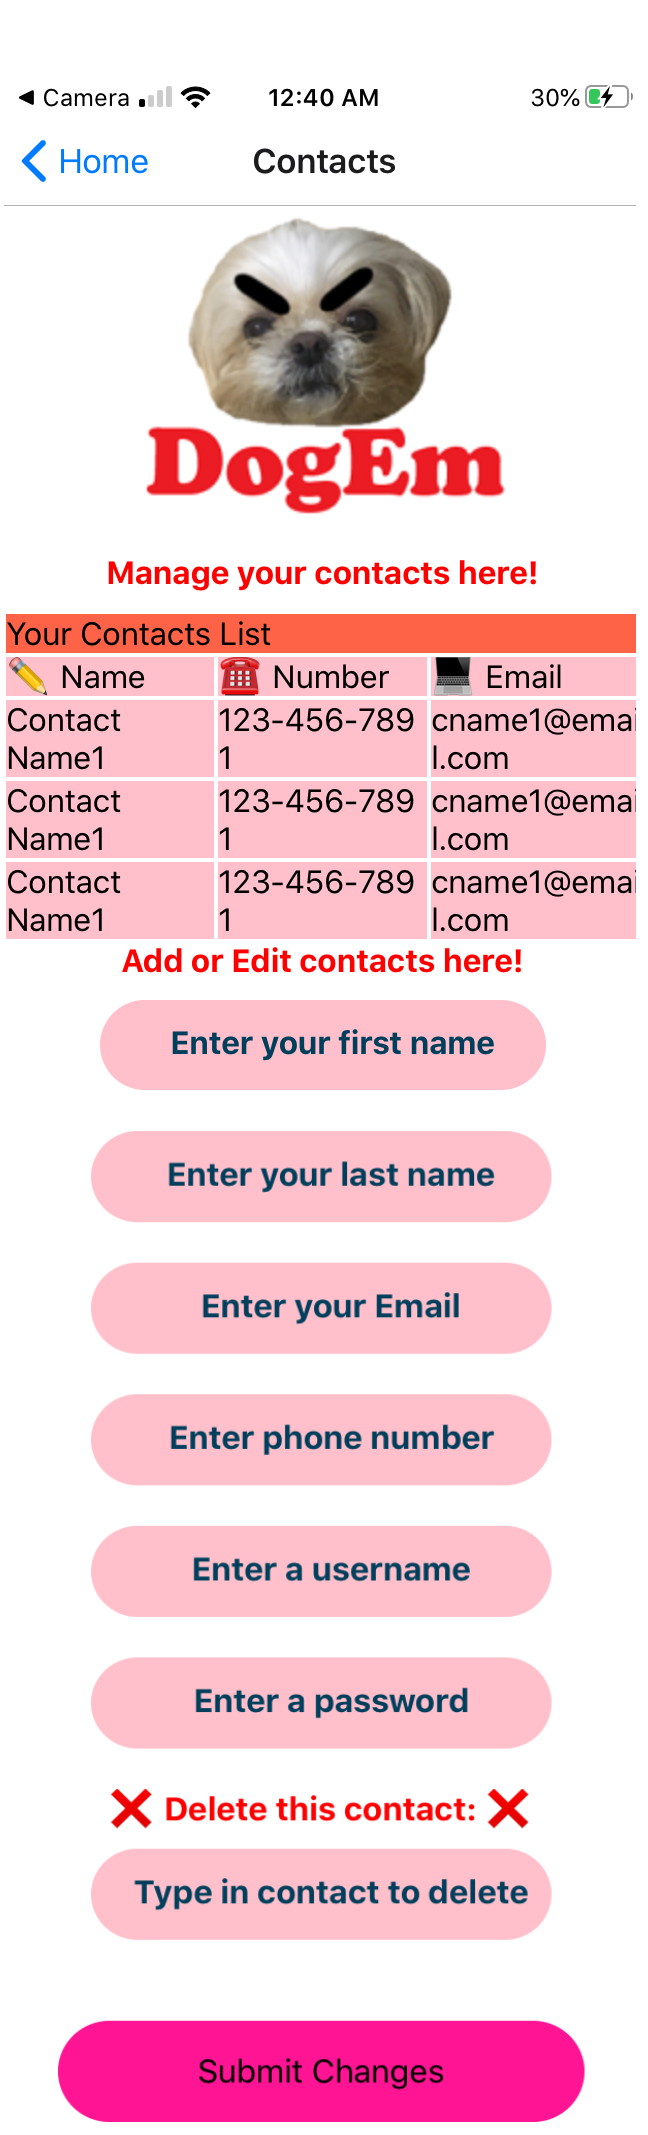 Camera 12:40 AM 30%
Home Contacts
DogEm
Manage your contacts here!
Your Contacts List
✏️ Name ☎️ Number 💻 Email
Contact Name1 123-456-7891 cname1@email.com
Contact Name1 123-456-7891 cname1@email.com
Contact Name1 123-456-7891 cname1@email.com
Add or Edit contacts here!
Enter your first name
Enter your last name
Enter your Email
Enter phone number
Enter a username
Enter a password
❌ Delete this contact: ❌
Type in contact to delete
Submit Changes